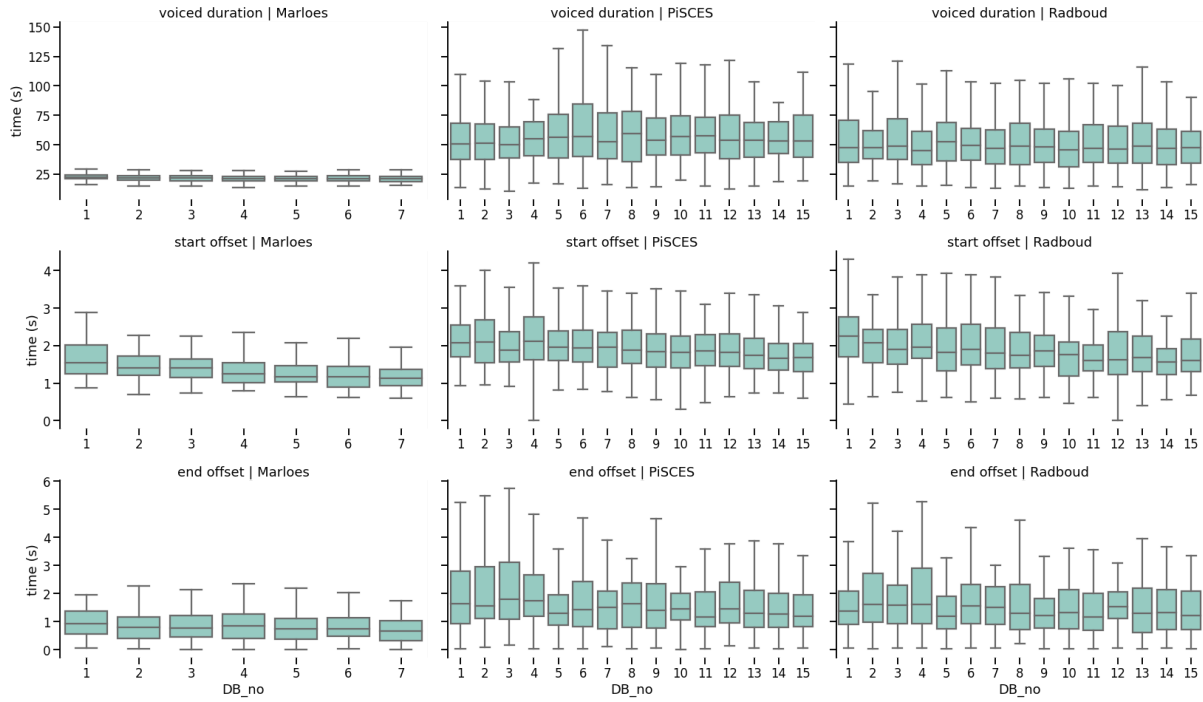 voiced duration | Marloes
voiced duration | PiSCES
voiced duration | Radboud
150
125
100
75
50
25
time (s)
1 2 3 4 5 6 7
1 2 3 4 5 6 7 8 9 10 11 12 13 14 15
1 2 3 4 5 6 7 8 9 10 11 12 13 14 15
start offset | Marloes
start offset | PiSCES
start offset | Radboud
4
3
2
1
0
time (s)
1 2 3 4 5 6 7
1 2 3 4 5 6 7 8 9 10 11 12 13 14 15
1 2 3 4 5 6 7 8 9 10 11 12 13 14 15
end offset | Marloes
end offset | PiSCES
end offset | Radboud
6
5
4
3
2
1
0
time (s)
1 2 3 4 5 6 7
1 2 3 4 5 6 7 8 9 10 11 12 13 14 15
1 2 3 4 5 6 7 8 9 10 11 12 13 14 15
DB_no
DB_no
DB_no